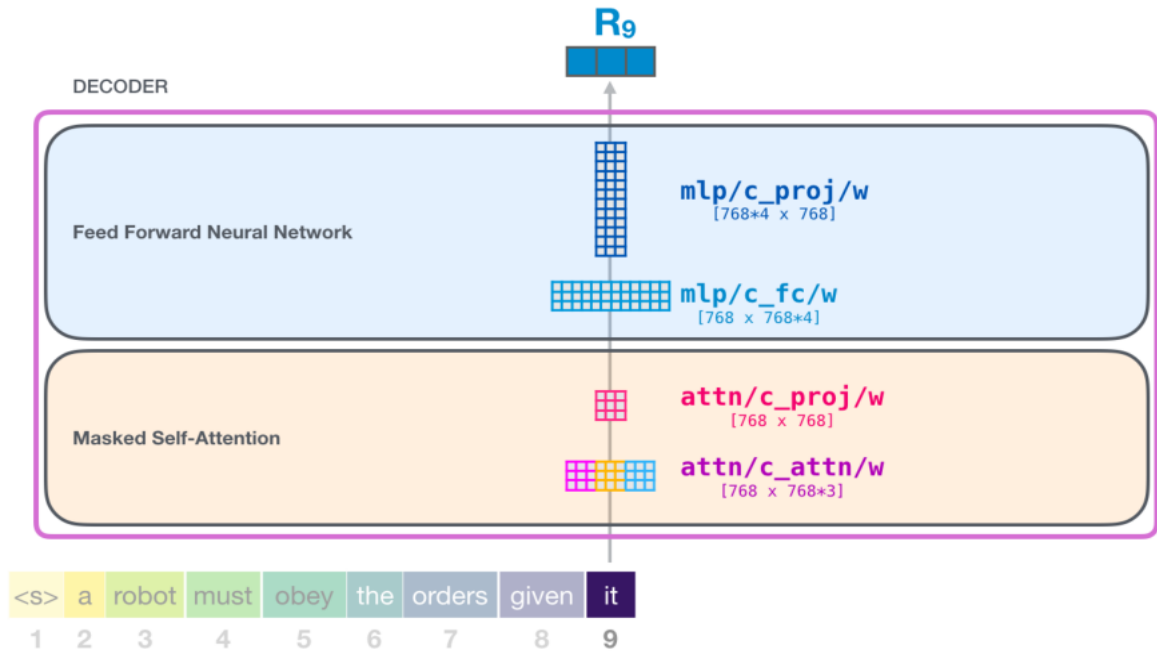 R9
DECODER
mlp/c_proj/w
[768*4 x 768]
Feed Forward Neural Network
mlp/c_fc/w
[768 x 768*4]
attn/c_proj/w
[768 x 768]
Masked Self-Attention
attn/c_attn/w
[768 x 768*3]
<s> a robot must obey the orders given it
1 2 3 4 5 6 7 8 9